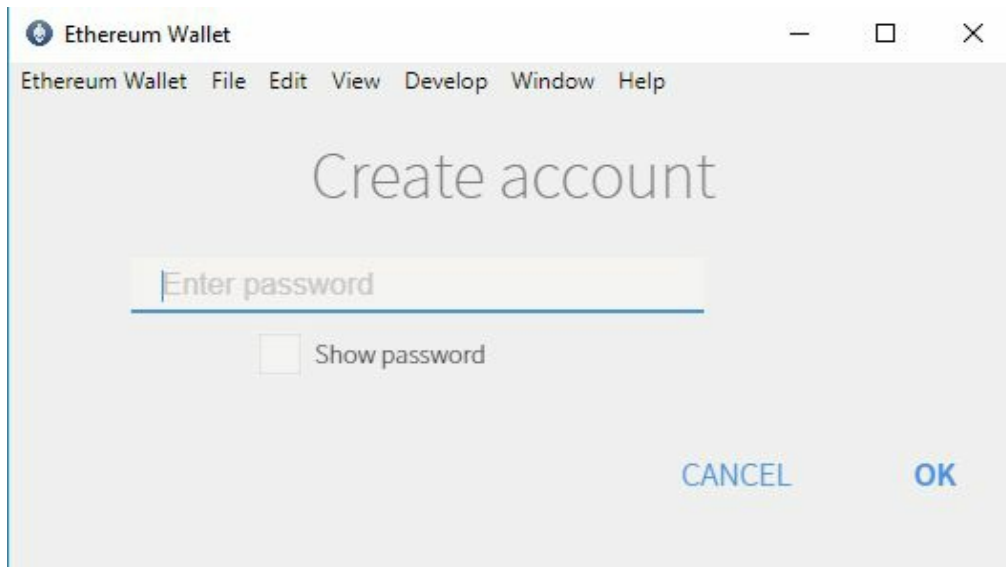 Ethereum Wallet
Ethereum Wallet File Edit View Develop Window Help
Create account
Enter password
Show password
CANCEL OK